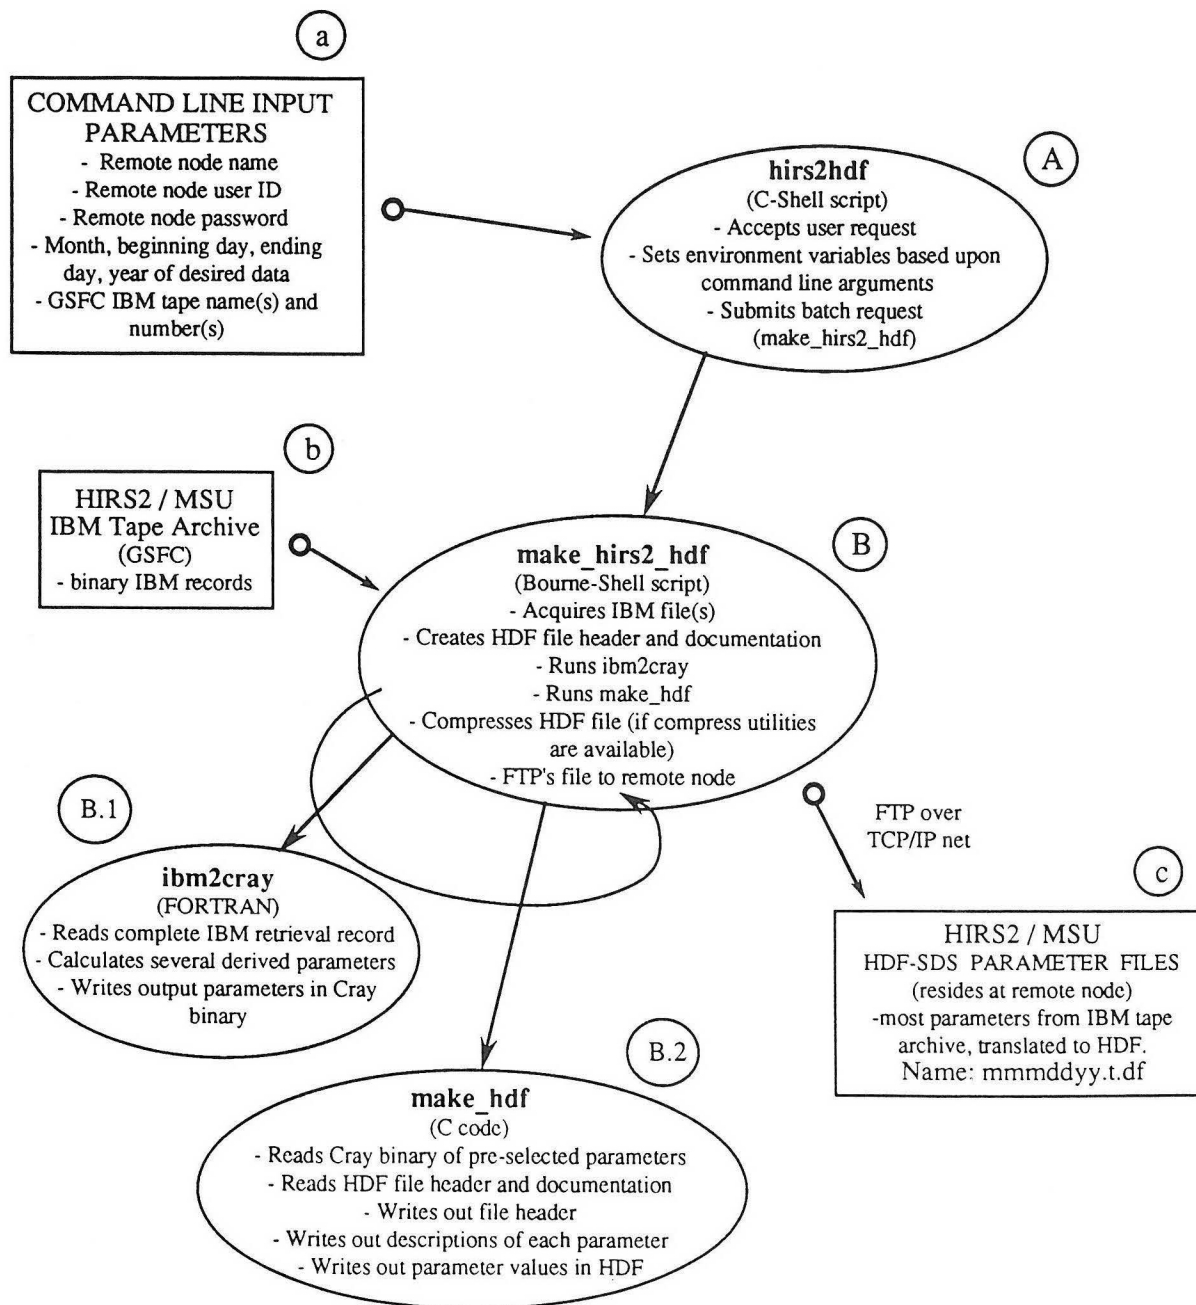 a
COMMAND LINE INPUT
PARAMETERS
- Remote node name
- Remote node user ID
- Remote node password
- Month, beginning day, ending
day, year of desired data
- GSFC IBM tape name(s) and
number(s)
A
hirs2hdf
(C-Shell script)
- Accepts user request
- Sets environment variables based upon
command line arguments
- Submits batch request
(make_hirs2_hdf)
b
HIRS2 / MSU
IBM Tape Archive
(GSFC)
- binary IBM records
B
make_hirs2_hdf
(Bourne-Shell script)
- Acquires IBM file(s)
- Creates HDF file header and documentation
- Runs ibm2cray
- Runs make_hdf
- Compresses HDF file (if compress utilities
are available)
- FTP's file to remote node
B.1
ibm2cray
(FORTRAN)
- Reads complete IBM retrieval record
- Calculates several derived parameters
- Writes output parameters in Cray
binary
FTP over
TCP/IP net
c
HIRS2 / MSU
HDF-SDS PARAMETER FILES
(resides at remote node)
-most parameters from IBM tape
archive, translated to HDF.
Name: mmmddyy.t.df
B.2
make_hdf
(C code)
- Reads Cray binary of pre-selected parameters
- Reads HDF file header and documentation
- Writes out file header
- Writes out descriptions of each parameter
- Writes out parameter values in HDF